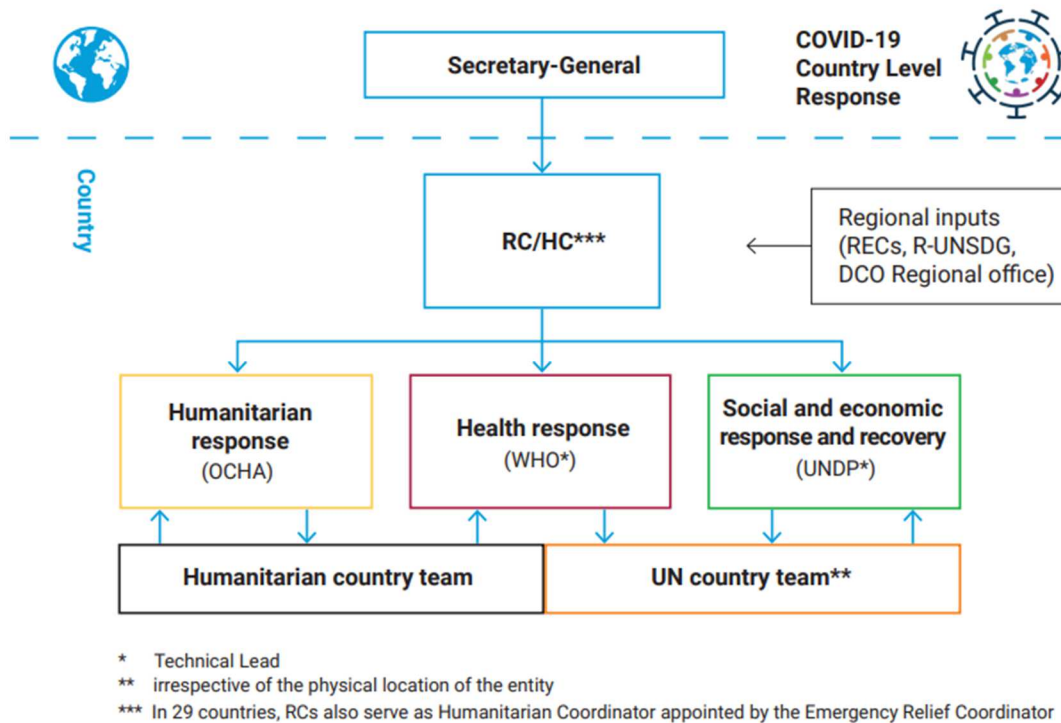 Secretary-General
COVID-19
Country Level
Response
Country
RC/HC***
Regional inputs
(RECs, R-UNSDG,
DCO Regional office)
Humanitarian
response
(OCHA)
Health response
(WHO*)
Social and economic
response and recovery
(UNDP*)
Humanitarian country team
UN country team**
* Technical Lead
** irrespective of the physical location of the entity
*** In 29 countries, RCs also serve as Humanitarian Coordinator appointed by the Emergency Relief Coordinator